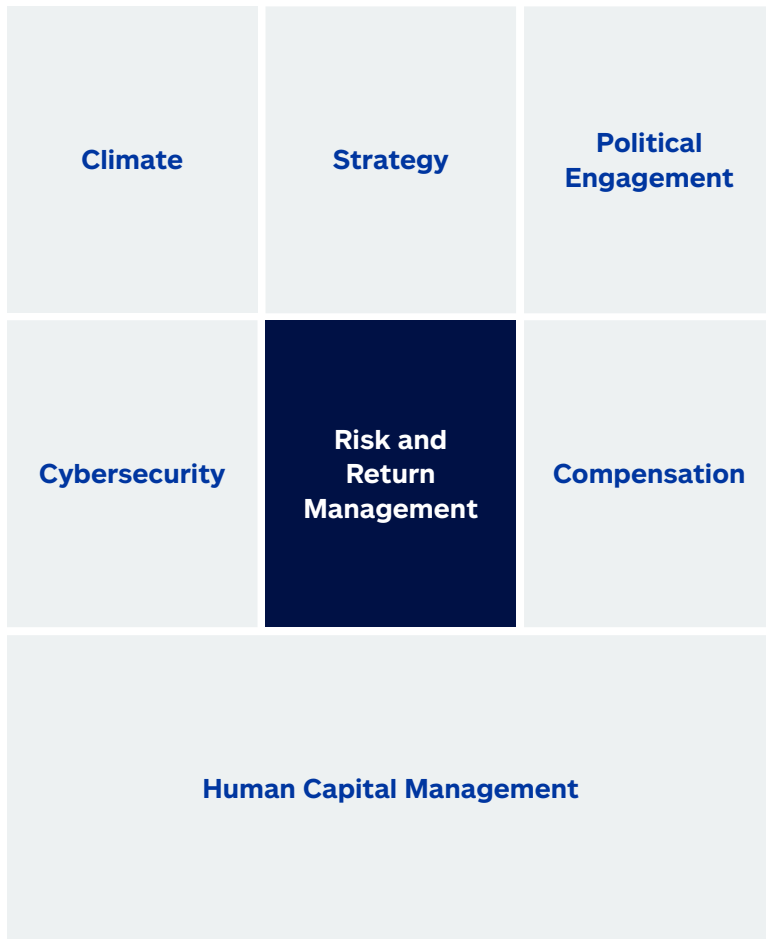 Climate
Strategy
Political
Engagement
Cybersecurity
Risk and
Return
Management
Compensation
Human Capital Management